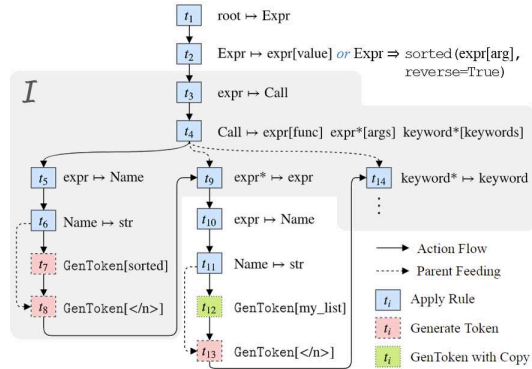 t1 root ↦ Expr
t2 Expr ↦ expr[value] or Expr ⇒ sorted(expr[arg],
reverse=True)
I
t3 expr ↦ Call
t4 Call ↦ expr[func] expr*[args] keyword*[keywords]
t5 expr ↦ Name
t9 expr* ↦ expr
t14 keyword* ↦ keyword
t6 Name ↦ str
t10 expr ↦ Name
⋮
t7 GenToken[sorted]
t11 Name ↦ str
t8 GenToken[</n>]
t12 GenToken[my_list]
t13 GenToken[</n>]
Action Flow
Parent Feeding
ti Apply Rule
ti Generate Token
ti GenToken with Copy